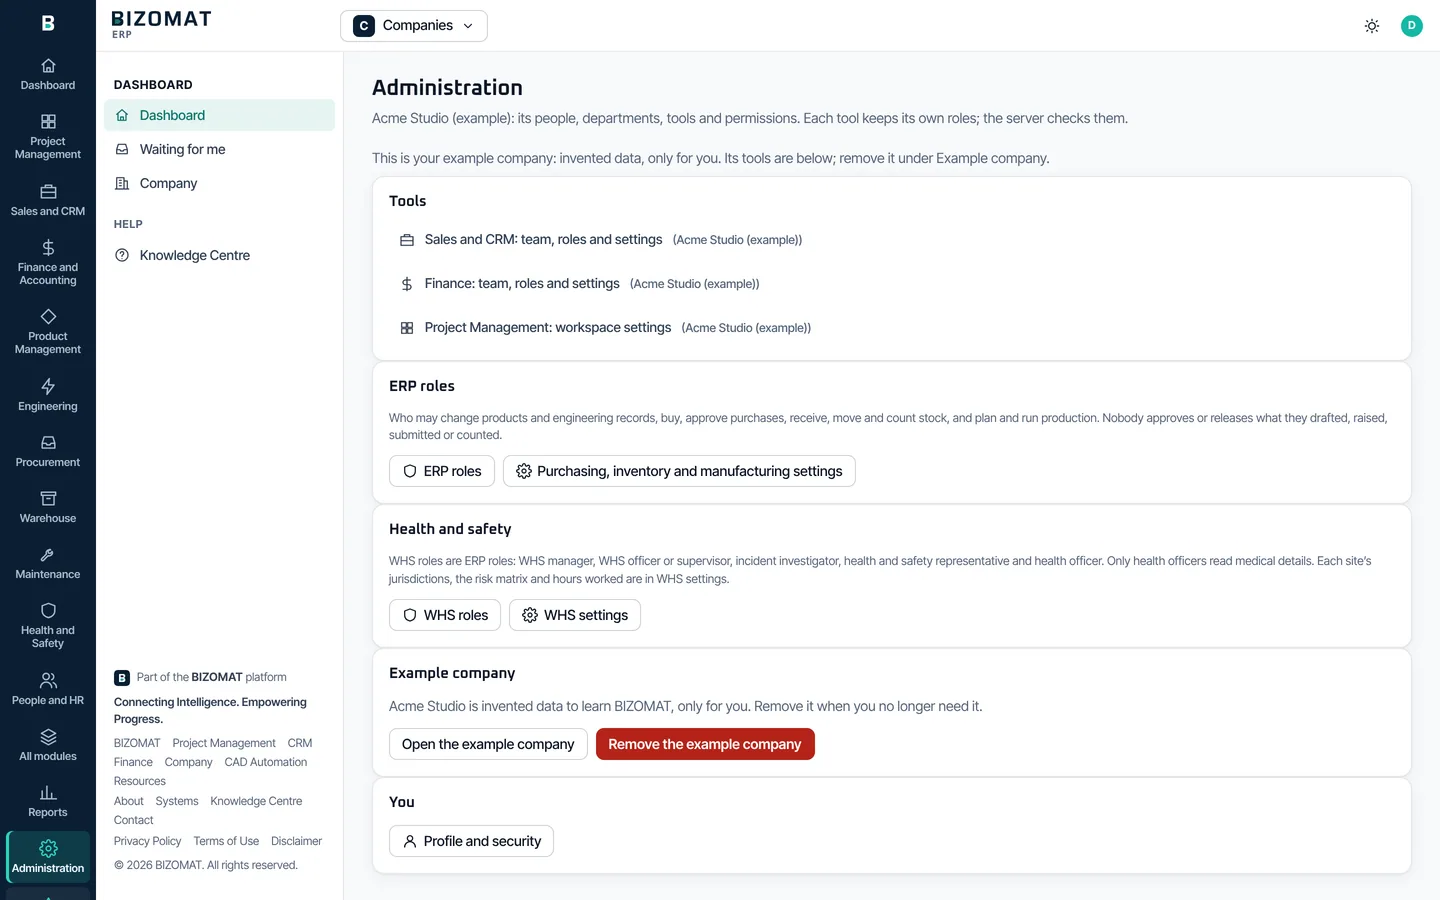 B
Dashboard
Project
Management
Sales and CRM
Finance and
Accounting
Product
Management
Engineering
Procurement
Warehouse
Maintenance
Health and
Safety
People and HR
All modules
Reports
Administration
BIZOMAT
ERP
C Companies
D
DASHBOARD
Dashboard
Waiting for me
Company
HELP
Knowledge Centre
B Part of the BIZOMAT platform
Connecting Intelligence. Empowering
Progress.
BIZOMAT Project Management CRM
Finance Company CAD Automation
Resources
About Systems Knowledge Centre
Contact
Privacy Policy Terms of Use Disclaimer
© 2026 BIZOMAT. All rights reserved.
Administration
Acme Studio (example): its people, departments, tools and permissions. Each tool keeps its own roles; the server checks them.
This is your example company: invented data, only for you. Its tools are below; remove it under Example company.
Tools
Sales and CRM: team, roles and settings (Acme Studio (example))
Finance: team, roles and settings (Acme Studio (example))
Project Management: workspace settings (Acme Studio (example))
ERP roles
Who may change products and engineering records, buy, approve purchases, receive, move and count stock, and plan and run production. Nobody approves or releases what they drafted, raised,
submitted or counted.
ERP roles
Purchasing, inventory and manufacturing settings
Health and safety
WHS roles are ERP roles: WHS manager, WHS officer or supervisor, incident investigator, health and safety representative and health officer. Only health officers read medical details. Each site's
jurisdictions, the risk matrix and hours worked are in WHS settings.
WHS roles
WHS settings
Example company
Acme Studio is invented data to learn BIZOMAT, only for you. Remove it when you no longer need it.
Open the example company
Remove the example company
You
Profile and security